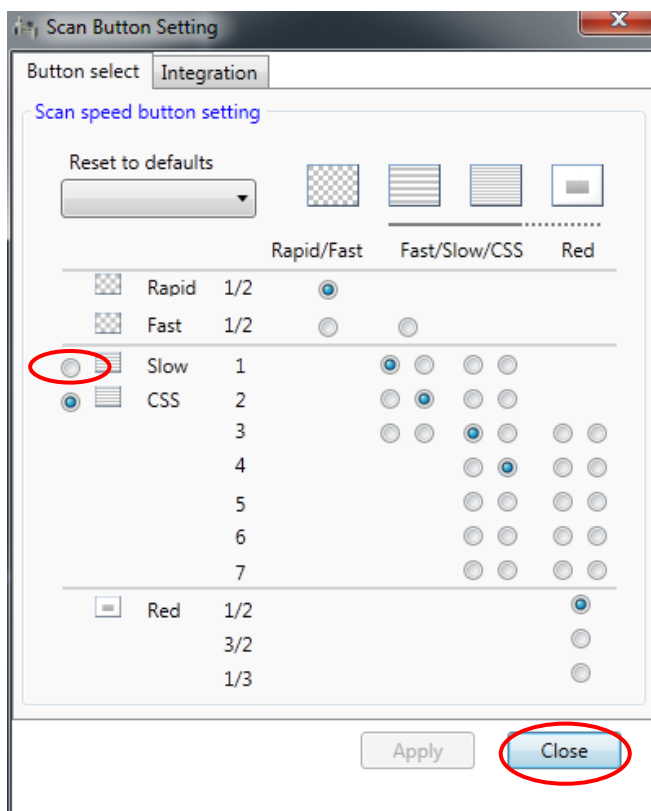 Scan Button Setting
Button select Integration
Scan speed button setting
Reset to defaults
Rapid/Fast Fast/Slow/CSS Red
Rapid 1/2
Fast 1/2
Slow 1
CSS 2
3
4
5
6
7
Red 1/2
3/2
1/3
Apply Close